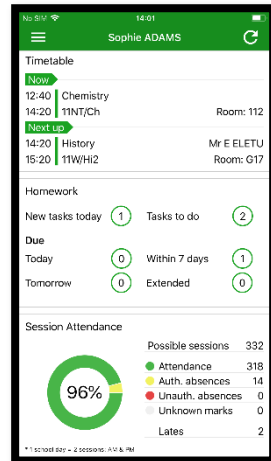 No SIM 14:01
Sophie ADAMS
Timetable
Now
12:40 Chemistry
14:20 11NT/Ch Room: 112
Next up
14:20 History Mr E ELETU
15:20 11W/Hi2 Room: G17
Homework
New tasks today 1 Tasks to do 2
Due
Today 0 Within 7 days 1
Tomorrow 0 Extended 0
Session Attendance
Possible sessions 332
Attendance 318
Auth. absences 14
Unauth. absences 0
Unknown marks 0
Lates 2
96%
* 1 school day = 2 sessions: AM & PM